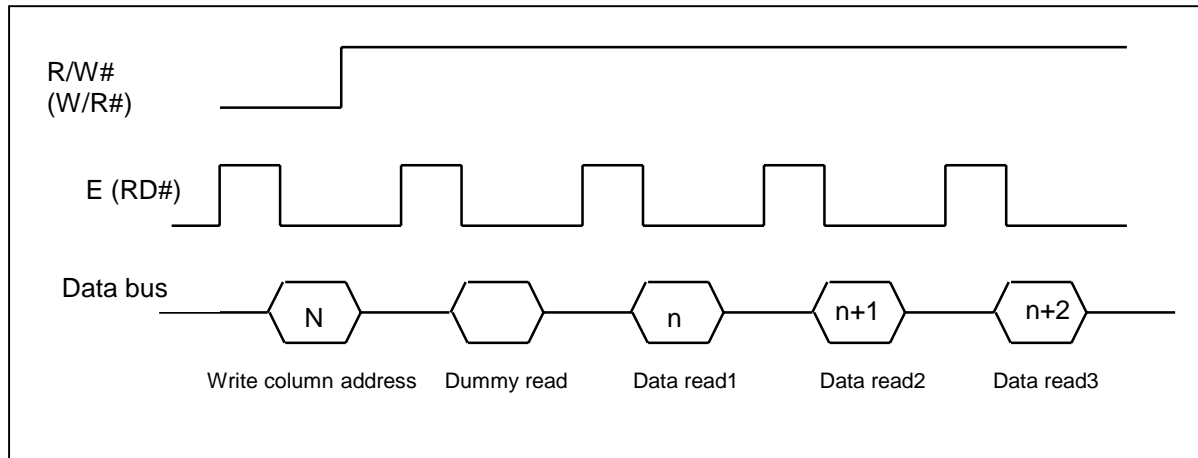 R/W#
(W/R#)
E (RD#)
Data bus
N
n
n+1
n+2
Write column address
Dummy read
Data read1
Data read2
Data read3